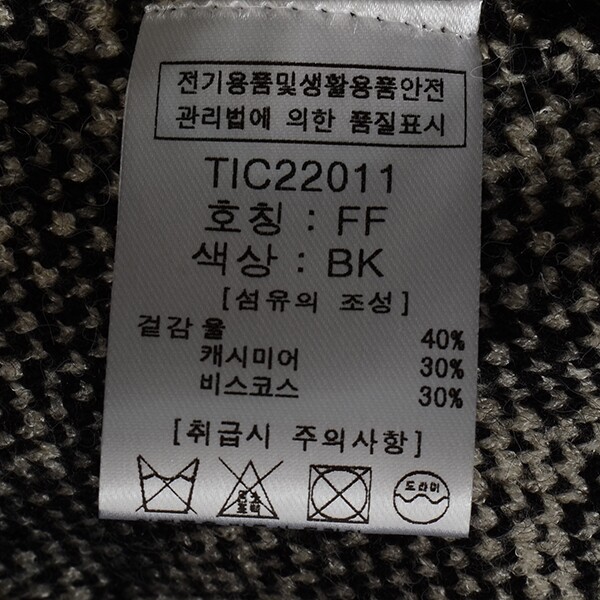 전기용품및생활용품안전
관리법에 의한 품질표시
TIC22011
호칭 : FF
색상 : BK
[섬유의 조성]
겉감 울 40%
캐시미어 30%
비스코스 30%
[취급시 주의사항]
드라이